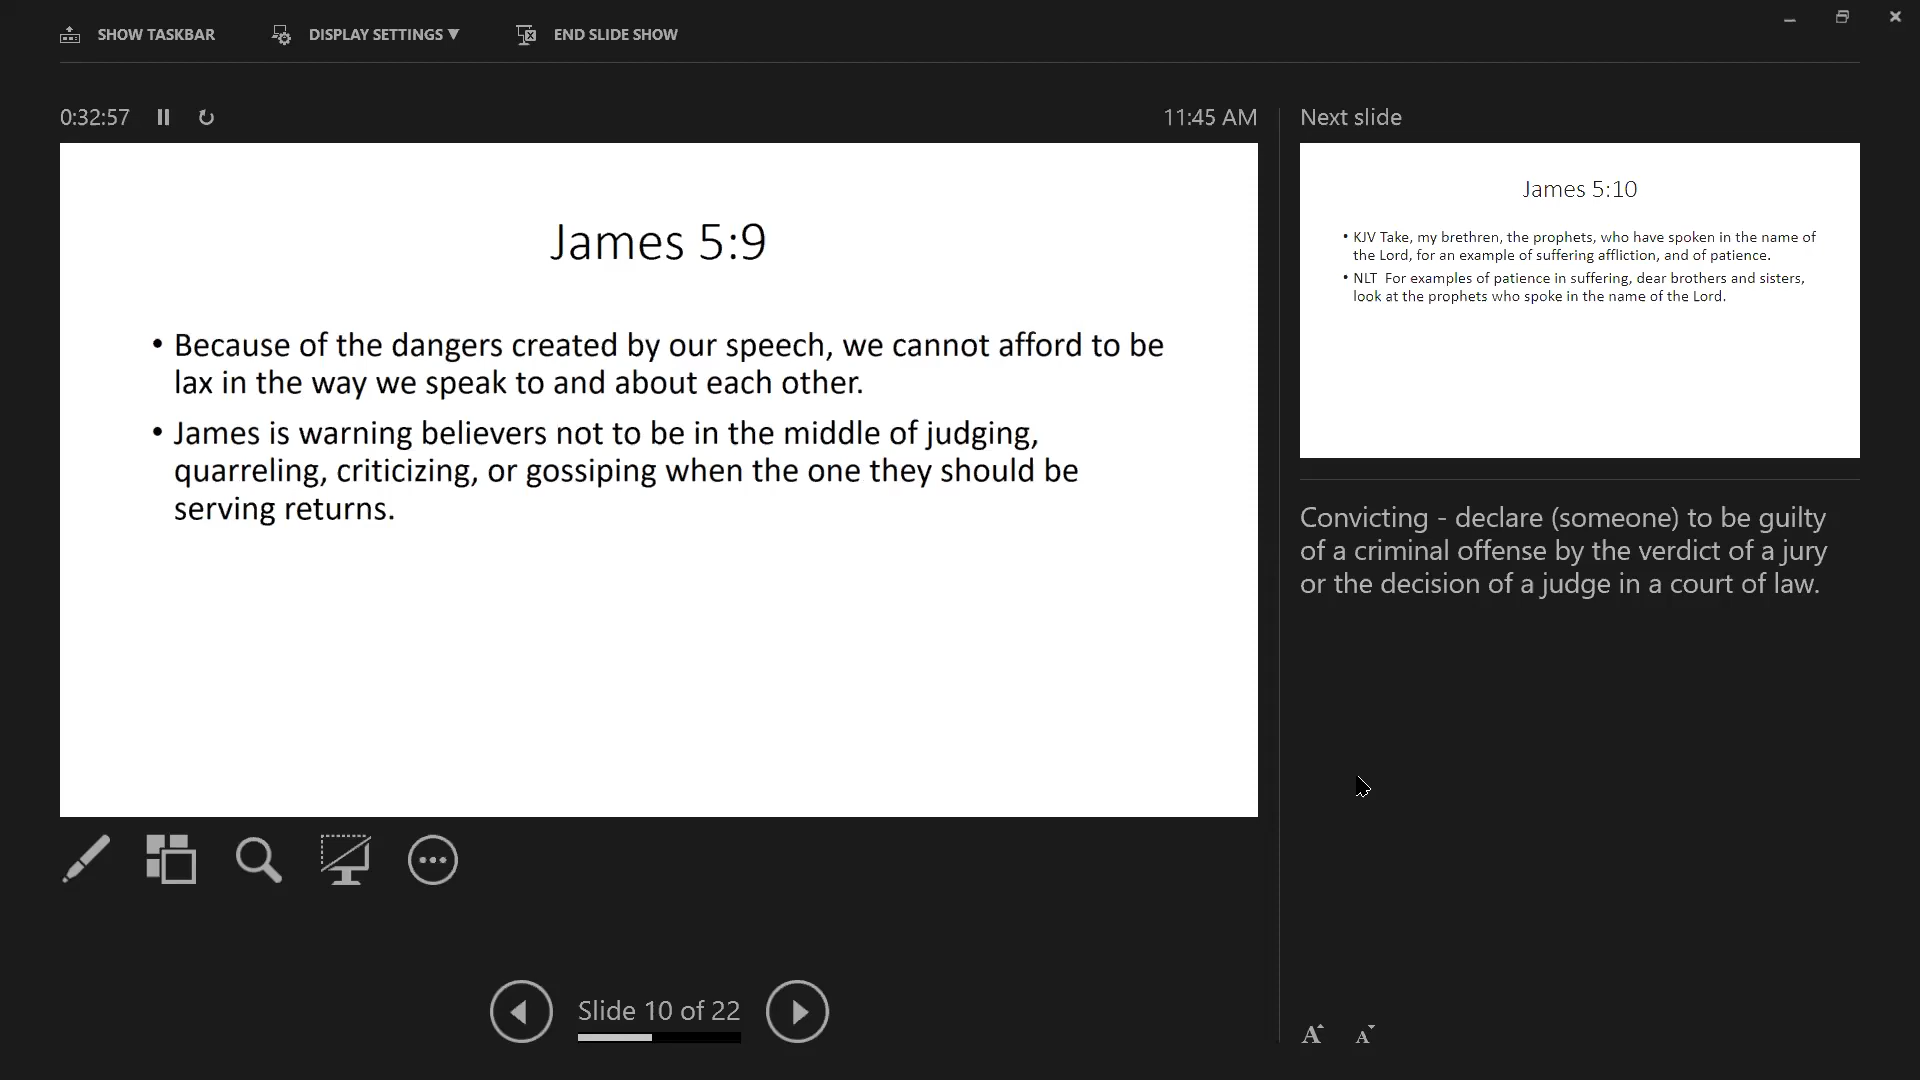 SHOW TASKBAR
DISPLAY SETTINGS ▼
END SLIDE SHOW
0:32:57
11:45 AM
James 5:9
• Because of the dangers created by our speech, we cannot afford to be
lax in the way we speak to and about each other.
• James is warning believers not to be in the middle of judging,
quarreling, criticizing, or gossiping when the one they should be
serving returns.
Slide 10 of 22
Next slide
James 5:10
• KJV Take, my brethren, the prophets, who have spoken in the name of
the Lord, for an example of suffering affliction, and of patience.
• NLT For examples of patience in suffering, dear brothers and sisters,
look at the prophets who spoke in the name of the Lord.
Convicting - declare (someone) to be guilty
of a criminal offense by the verdict of a jury
or the decision of a judge in a court of law.
A A